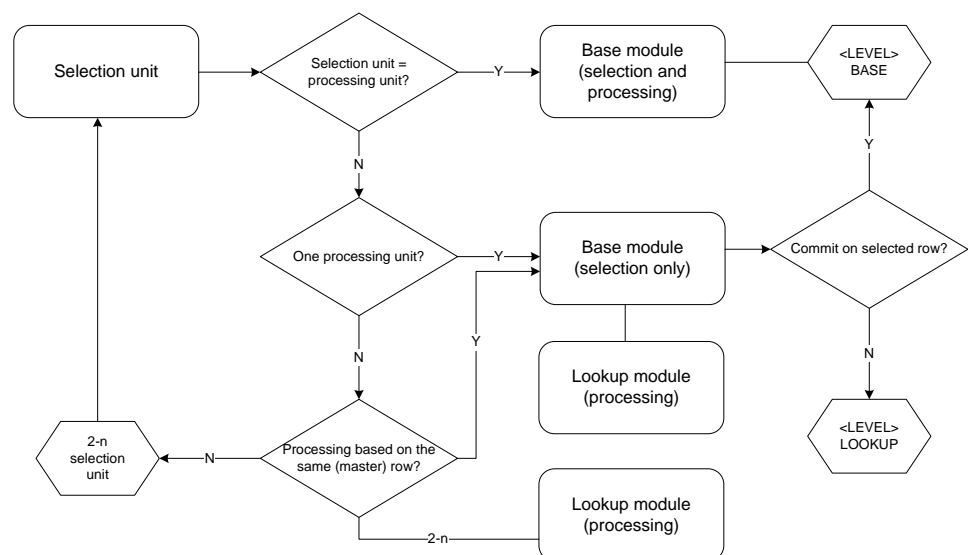 Selection unit
Selection unit =
processing unit?
Y
Base module
(selection and
processing)
<LEVEL>
BASE
N
Y
One processing unit?
Y
Base module
(selection only)
Commit on selected row?
N
Y
N
Lookup module
(processing)
<LEVEL>
LOOKUP
2-n
selection
unit
N
Processing based on the
same (master) row?
2-n
Lookup module
(processing)